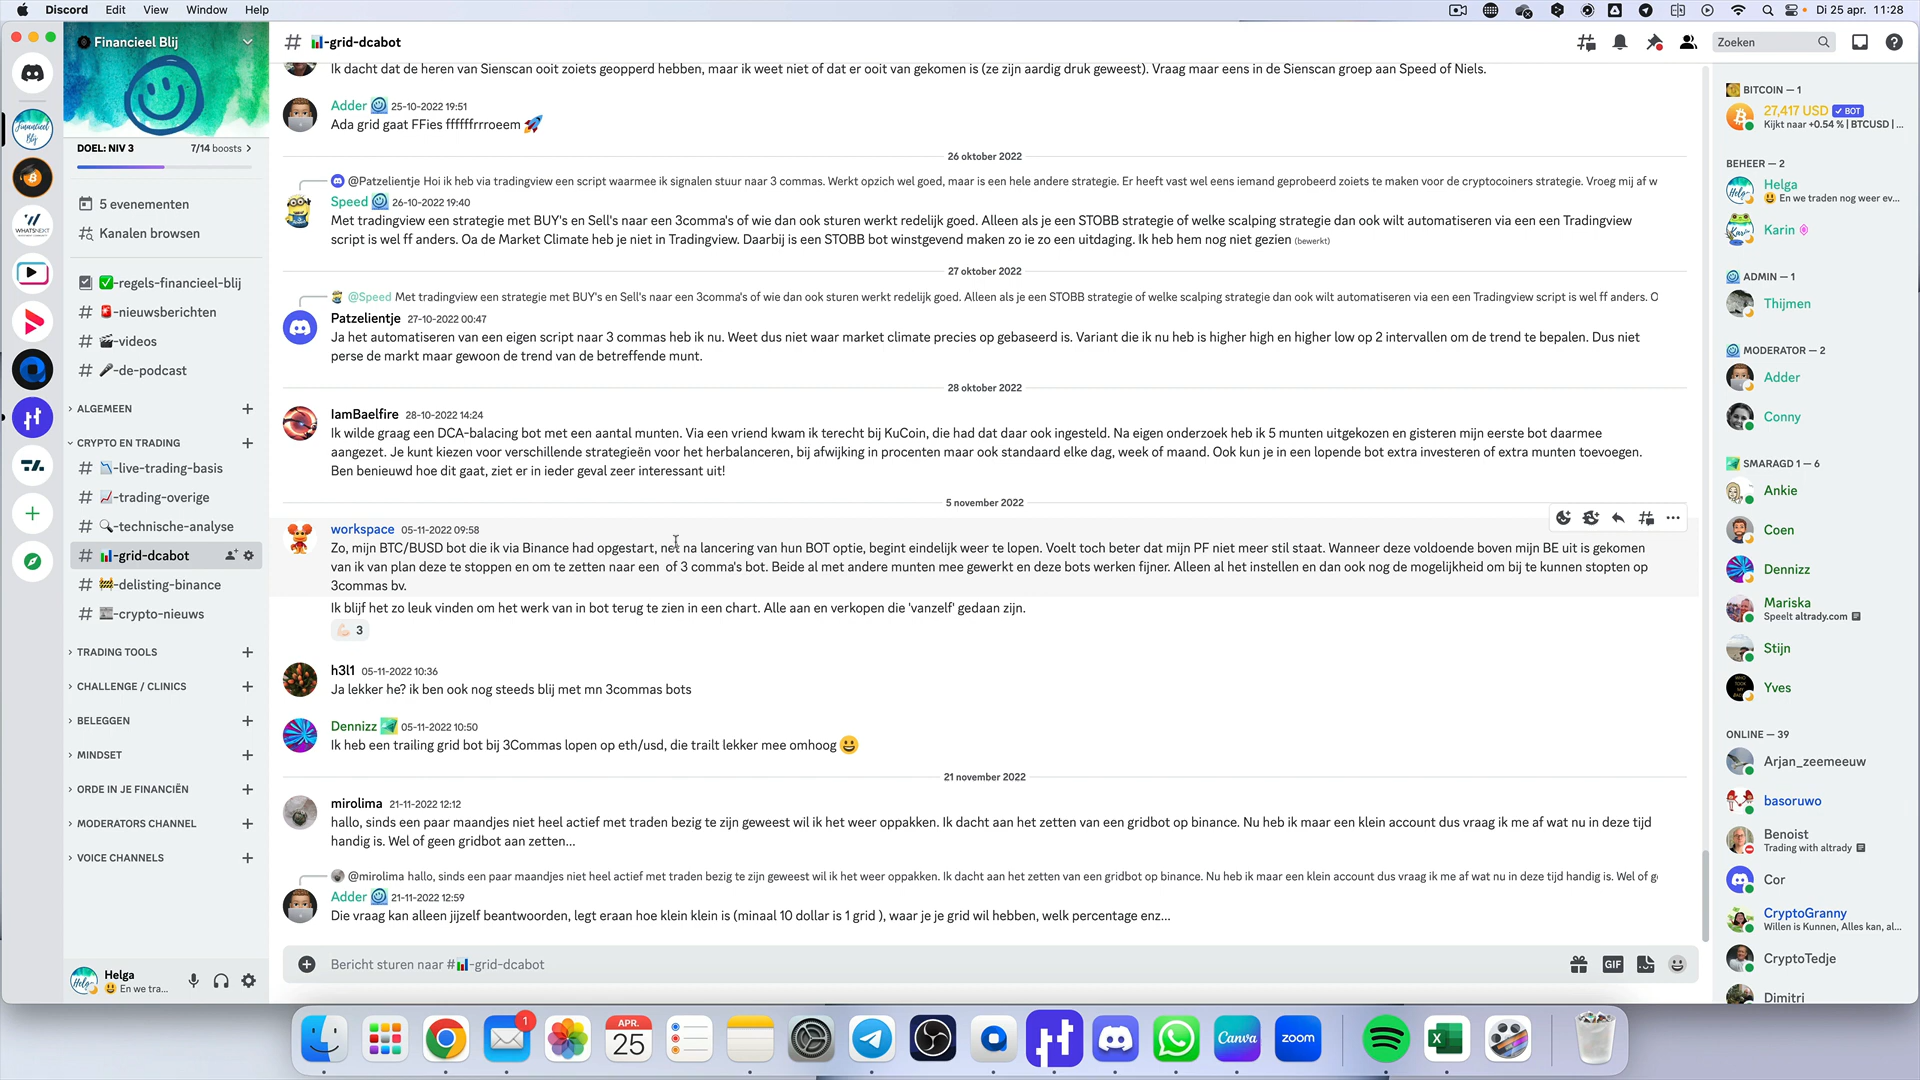 Discord Edit View Window Help
Di 25 apr. 11:28
Financieel Blij
DOEL: NIV 3 7/14 boosts
5 evenementen
Kanalen browsen
-regels-financieel-blij
-nieuwsberichten
-videos
-de-podcast
ALGEMEEN
CRYPTO EN TRADING
-live-trading-basis
-trading-overige
-technische-analyse
-grid-dcabot
-delisting-binance
-crypto-nieuws
TRADING TOOLS
CHALLENGE / CLINICS
BELEGGEN
MINDSET
ORDE IN JE FINANCIËN
MODERATORS CHANNEL
VOICE CHANNELS
Helga
En we tra...
# -grid-dcabot
Zoeken
Ik dacht dat de heren van Sienscan ooit zoiets geopperd hebben, maar ik weet niet of dat er ooit van gekomen is (ze zijn aardig druk geweest). Vraag maar eens in de Sienscan groep aan Speed of Niels.
Adder 25-10-2022 19:51
Ada grid gaat FFies ffffffrrroeem 🚀
26 oktober 2022
@Patzelientje Hoi ik heb via tradingview een script waarmee ik signalen stuur naar 3 commas. Werkt opzich wel goed, maar is een hele andere strategie. Er heeft vast wel eens iemand geprobeerd zoiets te maken voor de cryptocoiners strategie. Vroeg mij af w
Speed 26-10-2022 19:40
Met tradingview een strategie met BUY's en Sell's naar een 3comma's of wie dan ook sturen werkt redelijk goed. Alleen als je een STOBB strategie of welke scalping strategie dan ook wilt automatiseren via een een Tradingview
script is wel ff anders. Oa de Market Climate heb je niet in Tradingview. Daarbij is een STOBB bot winstgevend maken zo ie zo een uitdaging. Ik heb hem nog niet gezien (bewerkt)
27 oktober 2022
@Speed Met tradingview een strategie met BUY's en Sell's naar een 3comma's of wie dan ook sturen werkt redelijk goed. Alleen als je een STOBB strategie of welke scalping strategie dan ook wilt automatiseren via een een Tradingview script is wel ff anders. O
Patzelientje 27-10-2022 00:47
Ja het automatiseren van een eigen script naar 3 commas heb ik nu. Weet dus niet waar market climate precies op gebaseerd is. Variant die ik nu heb is higher high en higher low op 2 intervallen om de trend te bepalen. Dus niet
perse de markt maar gewoon de trend van de betreffende munt.
28 oktober 2022
IamBaelfire 28-10-2022 14:24
Ik wilde graag een DCA-balacing bot met een aantal munten. Via een vriend kwam ik terecht bij KuCoin, die had dat daar ook ingesteld. Na eigen onderzoek heb ik 5 munten uitgekozen en gisteren mijn eerste bot daarmee
aangezet. Je kunt kiezen voor verschillende strategieën voor het herbalanceren, bij afwijking in procenten maar ook standaard elke dag, week of maand. Ook kun je in een lopende bot extra investeren of extra munten toevoegen.
Ben benieuwd hoe dit gaat, ziet er in ieder geval zeer interessant uit!
5 november 2022
workspace 05-11-2022 09:58
Zo, mijn BTC/BUSD bot die ik via Binance had opgestart, net na lancering van hun BOT optie, begint eindelijk weer te lopen. Voelt toch beter dat mijn PF niet meer stil staat. Wanneer deze voldoende boven mijn BE uit is gekomen
van ik van plan deze te stoppen en om te zetten naar een of 3 comma's bot. Beide al met andere munten mee gewerkt en deze bots werken fijner. Alleen al het instellen en dan ook nog de mogelijkheid om bij te kunnen stopten op
3commas bv.
Ik blijf het zo leuk vinden om het werk van in bot terug te zien in een chart. Alle aan en verkopen die 'vanzelf' gedaan zijn.
3
h3l1 05-11-2022 10:36
Ja lekker he? ik ben ook nog steeds blij met mn 3commas bots
Dennizz 05-11-2022 10:50
Ik heb een trailing grid bot bij 3Commas lopen op eth/usd, die trailt lekker mee omhoog 😀
21 november 2022
mirolima 21-11-2022 12:12
hallo, sinds een paar maandjes niet heel actief met traden bezig te zijn geweest wil ik het weer oppakken. Ik dacht aan het zetten van een gridbot op binance. Nu heb ik maar een klein account dus vraag ik me af wat nu in deze tijd
handig is. Wel of geen gridbot aan zetten...
@mirolima hallo, sinds een paar maandjes niet heel actief met traden bezig te zijn geweest wil ik het weer oppakken. Ik dacht aan het zetten van een gridbot op binance. Nu heb ik maar een klein account dus vraag ik me af wat nu in deze tijd handig is. Wel of ge
Adder 21-11-2022 12:59
Die vraag kan alleen jijzelf beantwoorden, legt eraan hoe klein klein is (minaal 10 dollar is 1 grid ), waar je je grid wil hebben, welk percentage enz...
Bericht sturen naar # -grid-dcabot
GIF
BITCOIN — 1
27,417 USD BOT
Kijkt naar +0.54 % | BTCUSD | ...
BEHEER — 2
Helga
En we traden nog weer ev...
Karin
ADMIN — 1
Thijmen
MODERATOR — 2
Adder
Conny
SMARAGD 1 — 6
Ankie
Coen
Dennizz
Mariska
Speelt altrady.com
Stijn
Yves
ONLINE — 39
Arjan_zeemeeuw
basoruwo
Benoist
Trading with altrady
Cor
CryptoGranny
Willen is Kunnen, Alles kan, al...
CryptoTedje
Dimitri
1
APR.
25
Canva
zoom